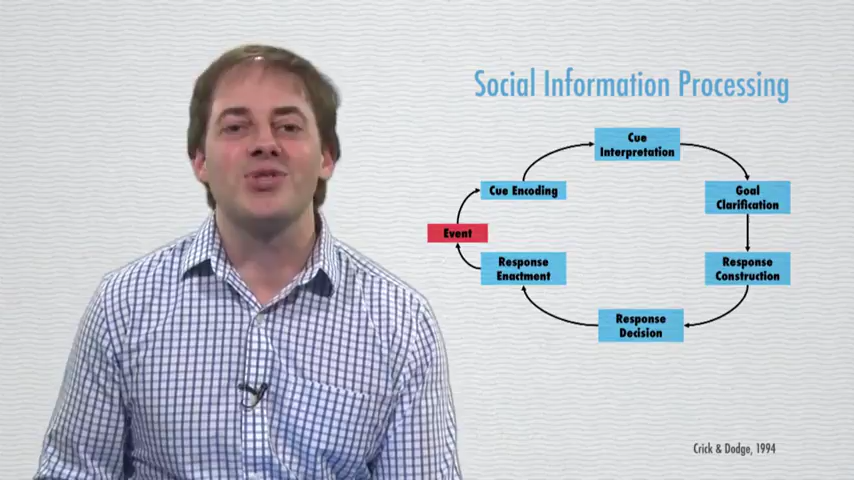 Social Information Processing
Cue
Interpretation
Cue Encoding
Goal
Clarification
Event
Response
Enactment
Response
Construction
Response
Decision
Crick & Dodge, 1994